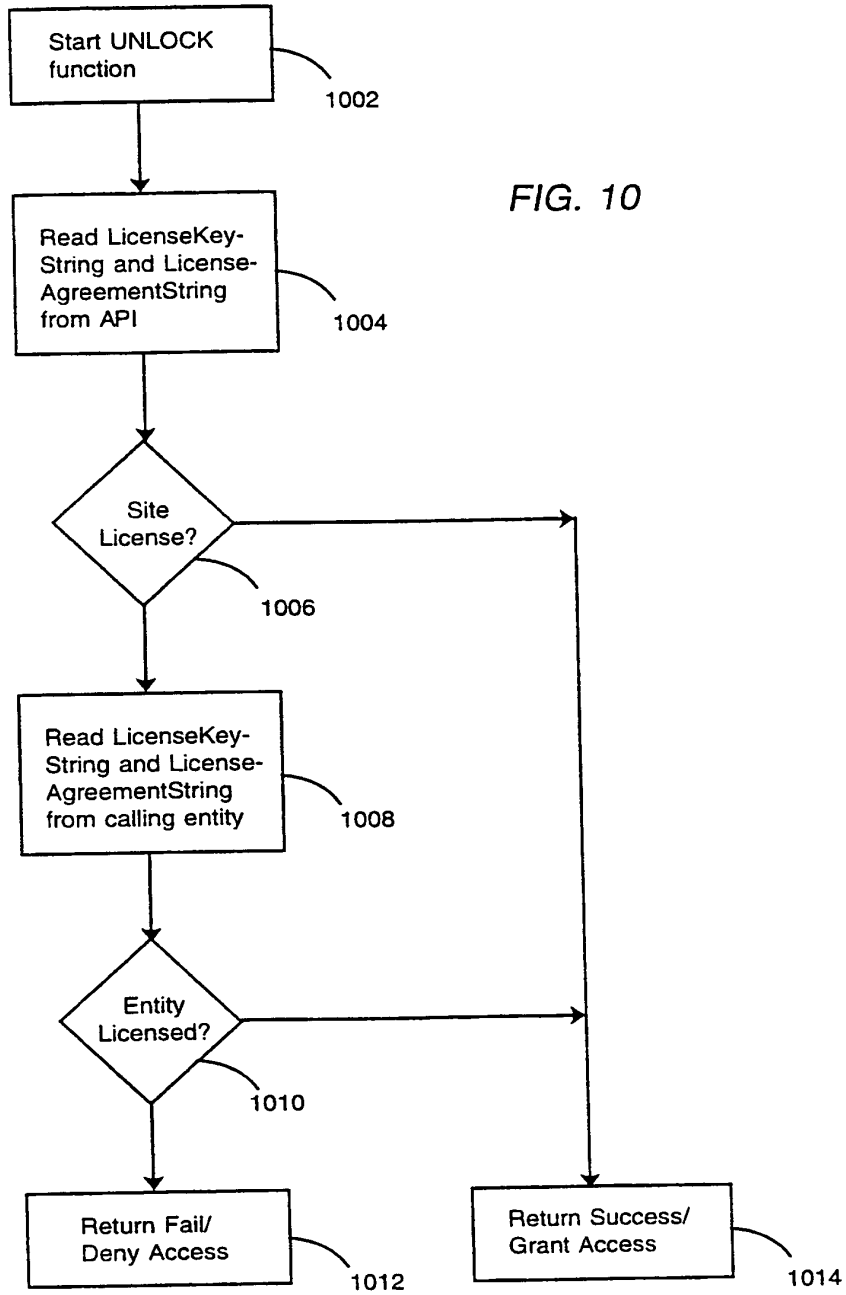 Start UNLOCK
function
1002
FIG. 10
Read LicenseKey-
String and License-
AgreementString
from API
1004
Site
License?
1006
Read LicenseKey-
String and License-
AgreementString
from calling entity
1008
Entity
Licensed?
1010
Return Fail/
Deny Access
1012
Return Success/
Grant Access
1014